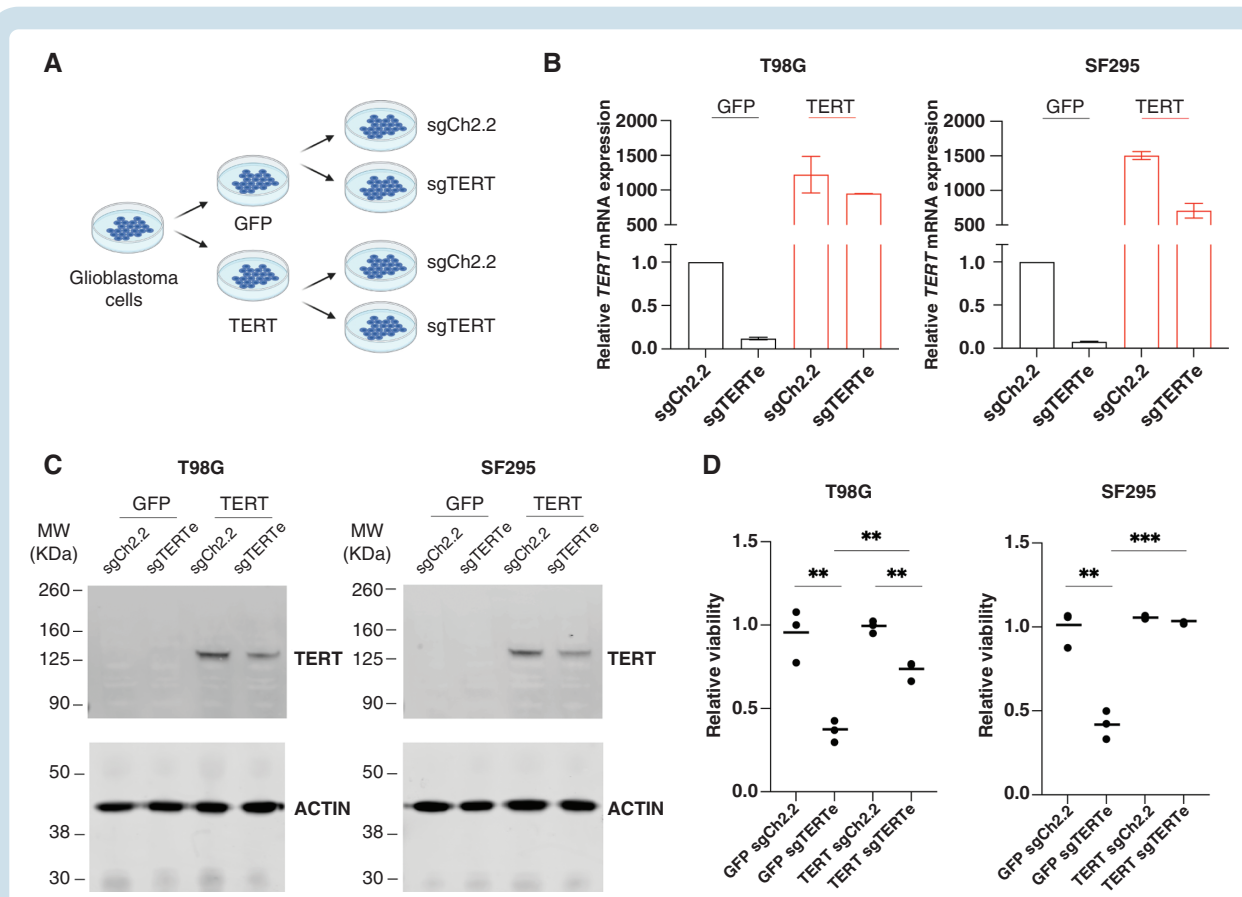 A
Glioblastoma
cells
GFP
TERT
sgCh2.2
sgTERT
sgCh2.2
sgTERT
B
T98G
GFP
TERT
Relative TERT mRNA expression
2000
1500
1000
500
1.0
0.5
0.0
sgCh2.2
sgTERTe
sgCh2.2
sgTERTe
SF295
GFP
TERT
Relative TERT mRNA expression
2000
1500
1000
500
1.0
0.5
0.0
sgCh2.2
sgTERTe
sgCh2.2
sgTERTe
C
T98G
GFP
TERT
MW
(KDa)
sgCh2.2
sgTERTe
sgCh2.2
sgTERTe
260
160
125
90
TERT
50
38
30
ACTIN
SF295
GFP
TERT
MW
(KDa)
sgCh2.2
sgTERTe
sgCh2.2
sgTERTe
260
160
125
90
TERT
50
38
30
ACTIN
D
T98G
Relative viability
1.5
1.0
0.5
0.0
**
**
**
GFP sgCh2.2
GFP sgTERTe
TERT sgCh2.2
TERT sgTERTe
SF295
Relative viability
1.5
1.0
0.5
0.0
***
**
GFP sgCh2.2
GFP sgTERTe
TERT sgCh2.2
TERT sgTERTe